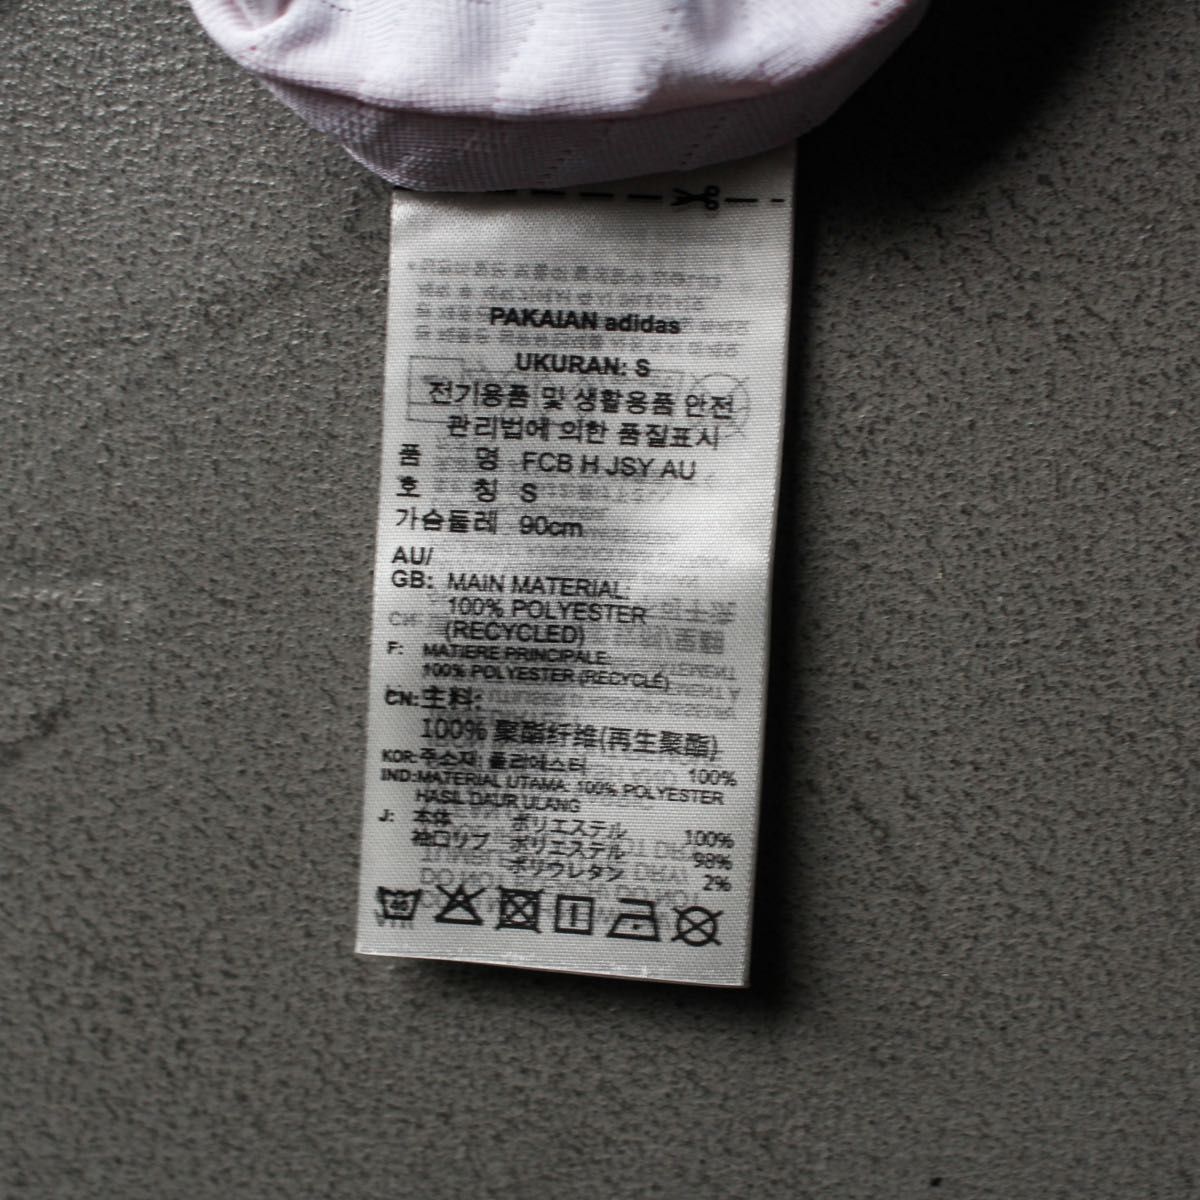 PAKAIAN adidas
UKURAN: S
전기용품 및 생활용품 안전
관리법에 의한 품질표시
품 명 FCB H JSY AU
호 칭 S
가슴둘레 90cm
AU/
GB: MAIN MATERIAL:
100% POLYESTER
(RECYCLED)
F: MATIERE PRINCIPALE:
100% POLYESTER (RECYCLÉ)
CN: 主料:
100% 聚酯纤维(再生聚酯)
KOR: 주소재: 폴리에스터 100%
IND: MATERIAL UTAMA: 100% POLYESTER
HASIL DAUR ULANG
J: 本体 ポリエステル 100%
袖口リブ ポリエステル 98%
ポリウレタン 2%